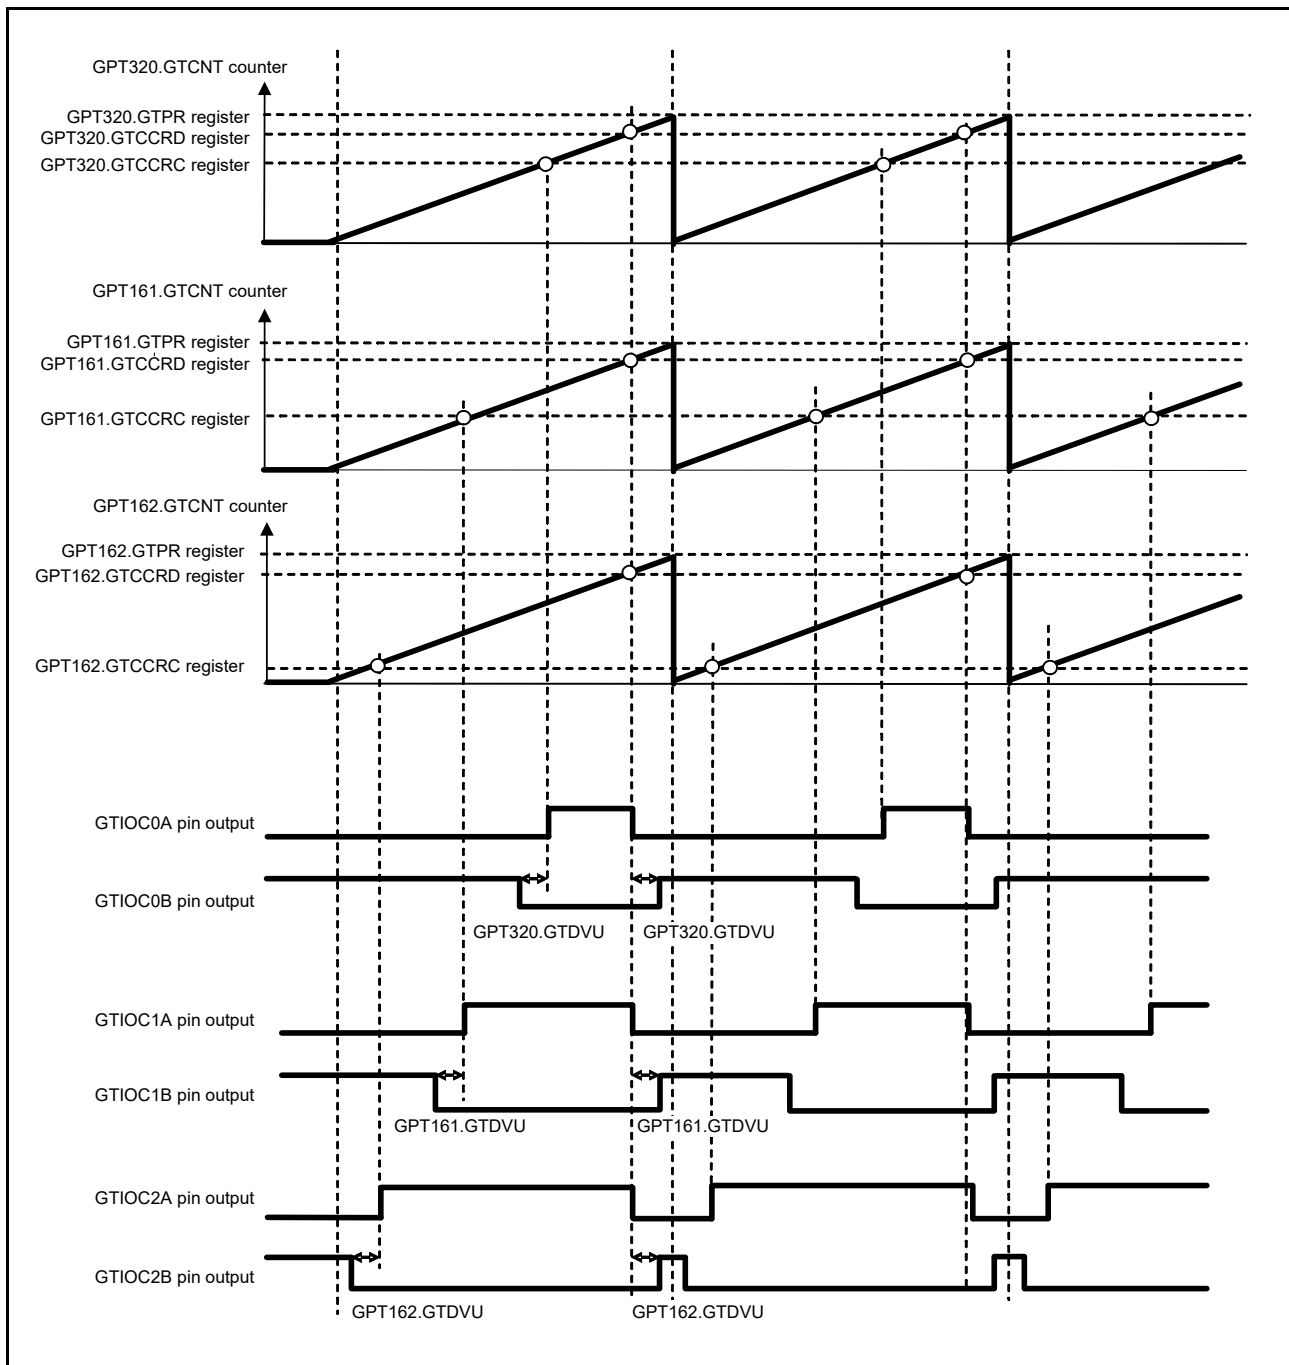 GPT320.GTCNT counter
GPT320.GTPR register
GPT320.GTCCRD register
GPT320.GTCCRC register
GPT161.GTCNT counter
GPT161.GTPR register
GPT161.GTCCRD register
GPT161.GTCCRC register
GPT162.GTCNT counter
GPT162.GTPR register
GPT162.GTCCRD register
GPT162.GTCCRC register
GTIOC0A pin output
GTIOC0B pin output
GPT320.GTDVU GPT320.GTDVU
GTIOC1A pin output
GTIOC1B pin output
GPT161.GTDVU GPT161.GTDVU
GTIOC2A pin output
GTIOC2B pin output
GPT162.GTDVU GPT162.GTDVU